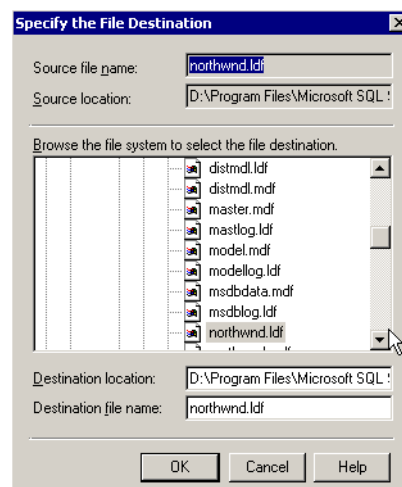 Specify the File Destination
Source file name: northwnd.ldf
Source location: D:\Program Files\Microsoft SQL
Browse the file system to select the file destination.
distmdl.ldf
distmdl.mdf
master.mdf
mastlog.ldf
model.mdf
modellog.ldf
msdbdata.mdf
msdblog.ldf
northwnd.ldf
Destination location: D:\Program Files\Microsoft SQL
Destination file name: northwnd.ldf
OK Cancel Help